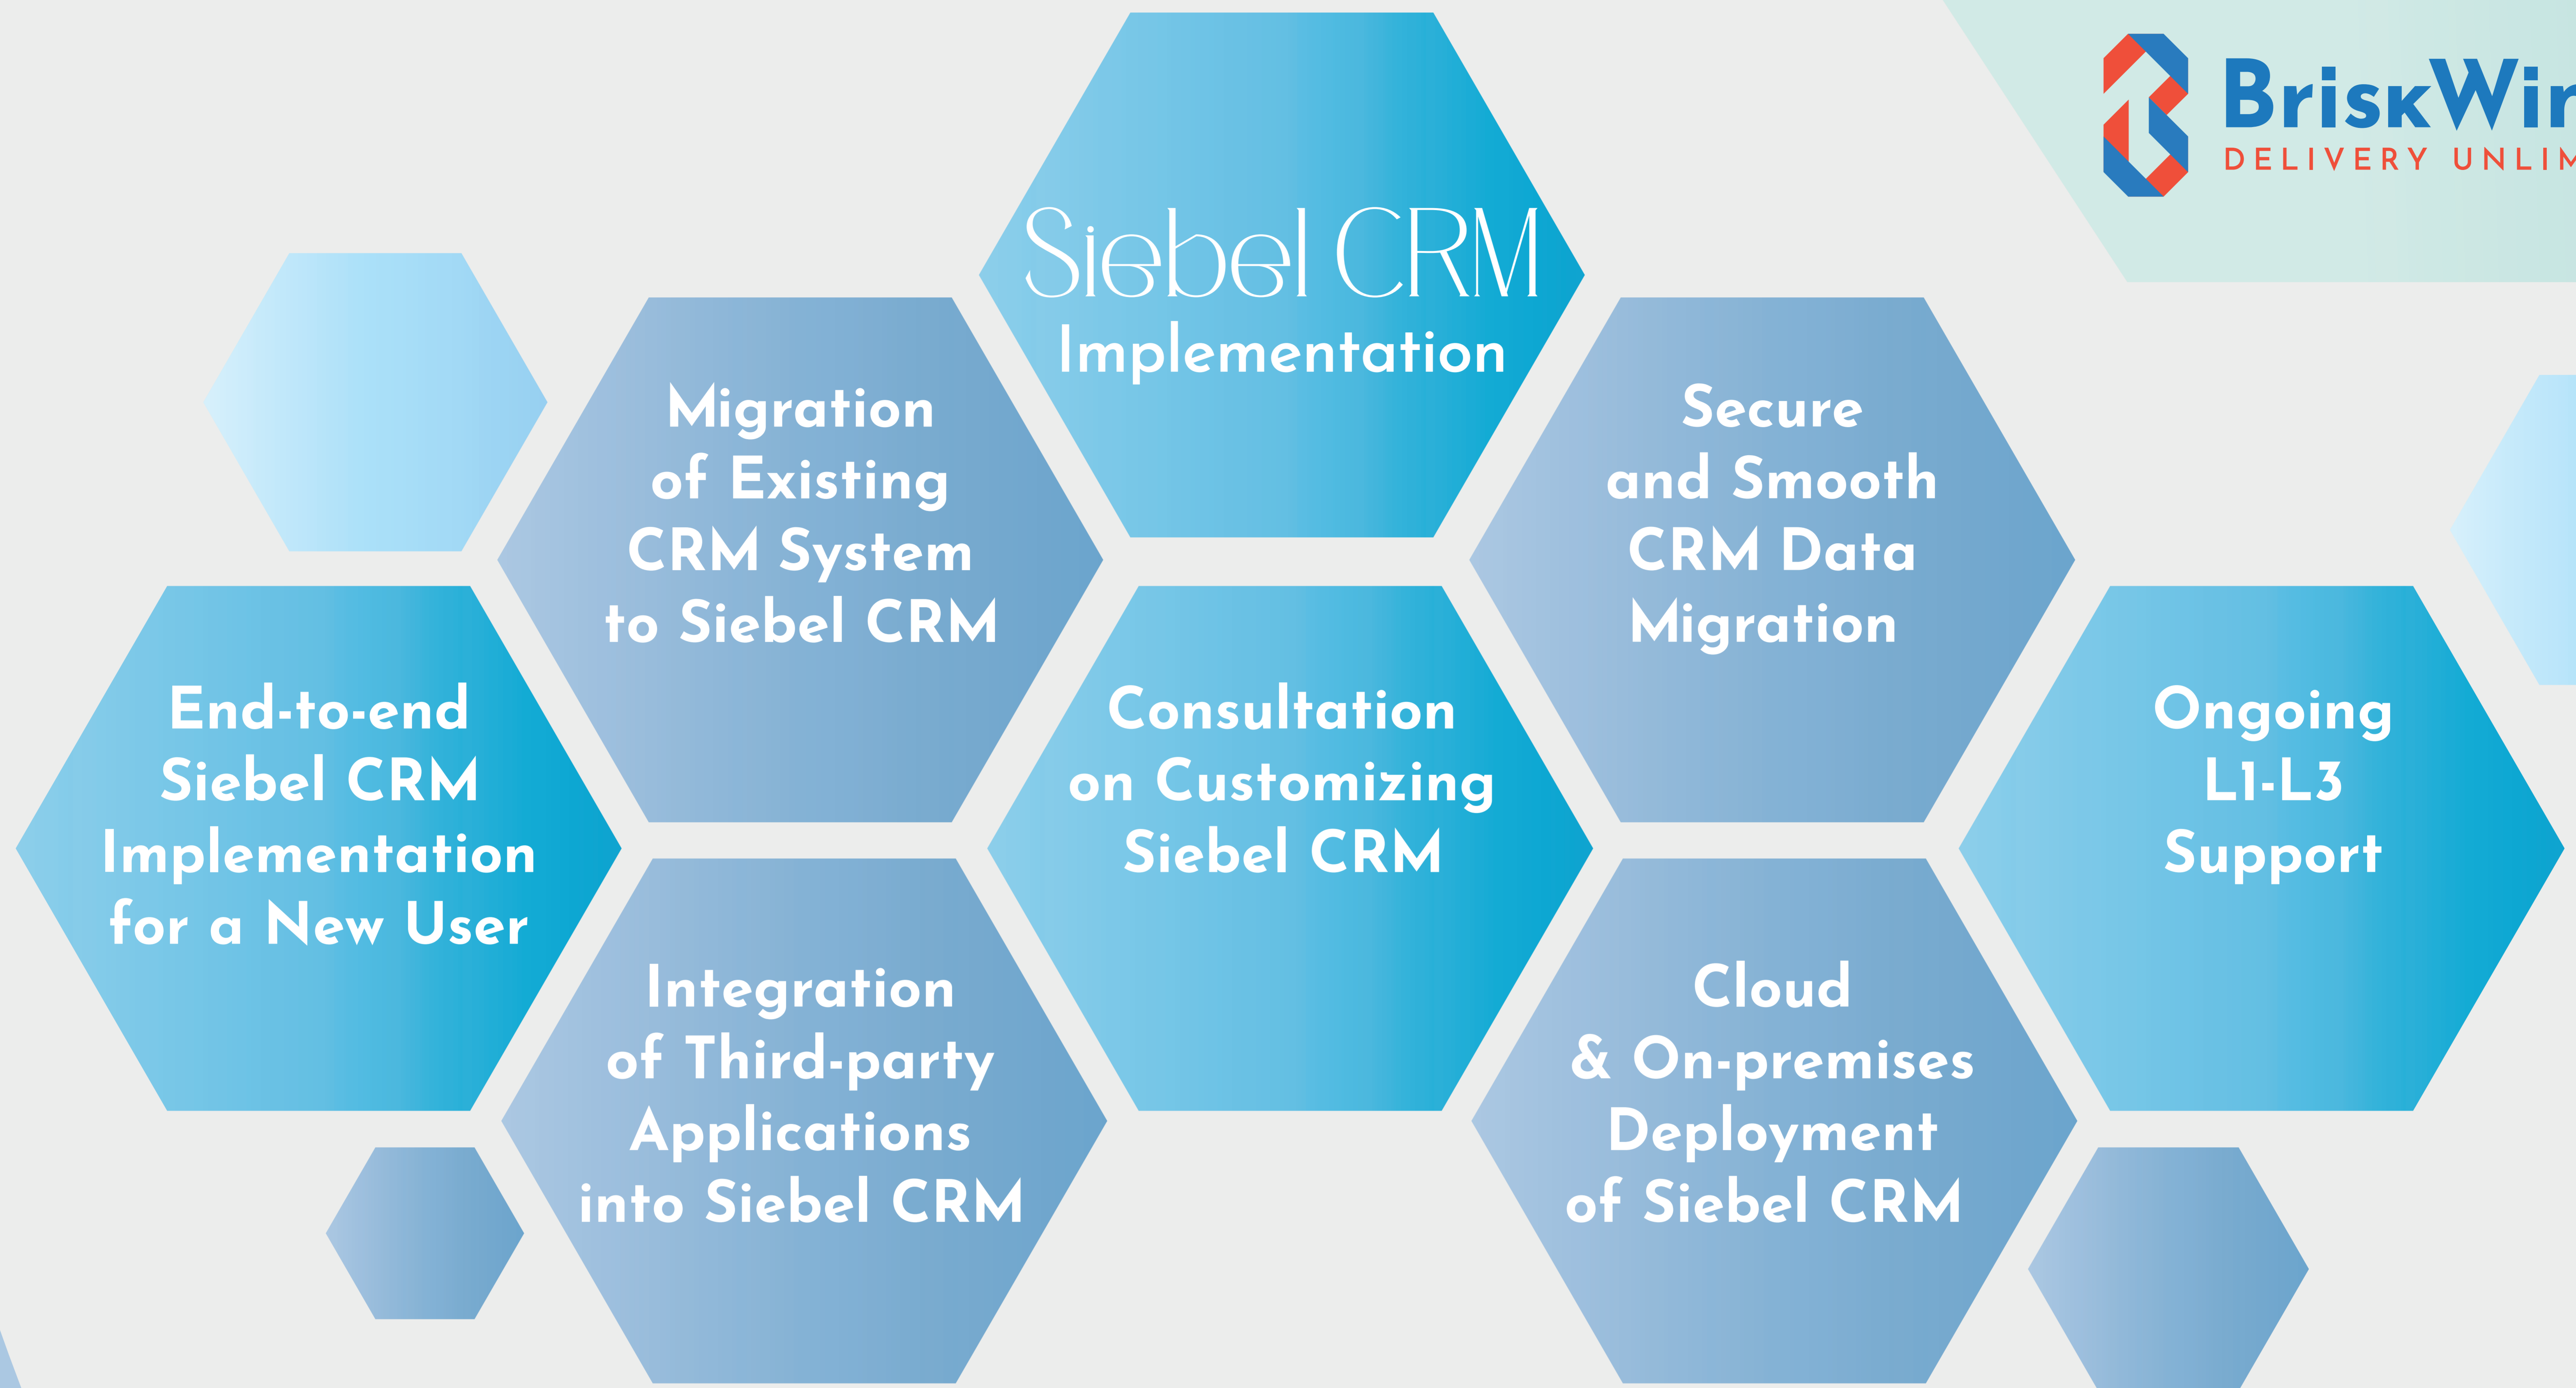 Siebel CRM
Implementation
DELIVERY
Migration
of Existing
CRM System
to Siebel CRM
Secure
and Smooth
CRM Data
Migration
End-to-end
Siebel CRM
Implementation
for a New User
Consultation
on Customizing
Siebel CRM
Ongoing
L1-L3
Support
Integration
of Third-party
Applications
into Siebel CRM
Cloud
& On-premises
Deployment
of Siebel CRM